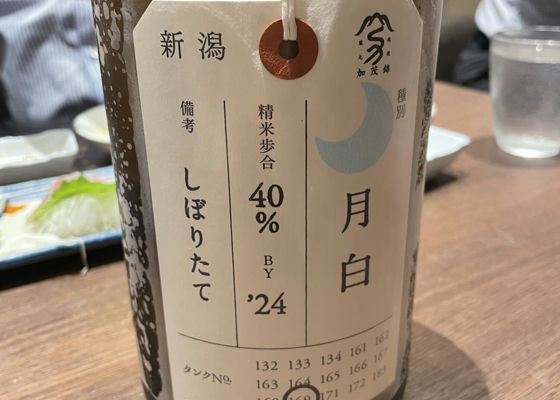 新潟
加茂錦
種別
月白
精米歩合
40%
BY
'24
備考
しぼりたて
タンクNo.
132 133 134 161 162
163 164 165 166 167
169 171 172 183